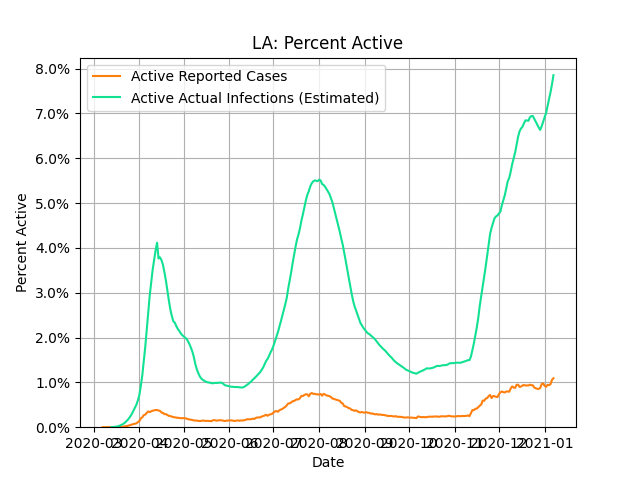 LA: Percent Active
Active Reported Cases
Active Actual Infections (Estimated)
8.0%
7.0%
6.0%
5.0%
4.0%
3.0%
2.0%
1.0%
0.0%
Percent Active
2020-03 2020-04 2020-05 2020-06 2020-07 2020-08 2020-09 2020-10 2020-11 2020-12 2021-01
Date